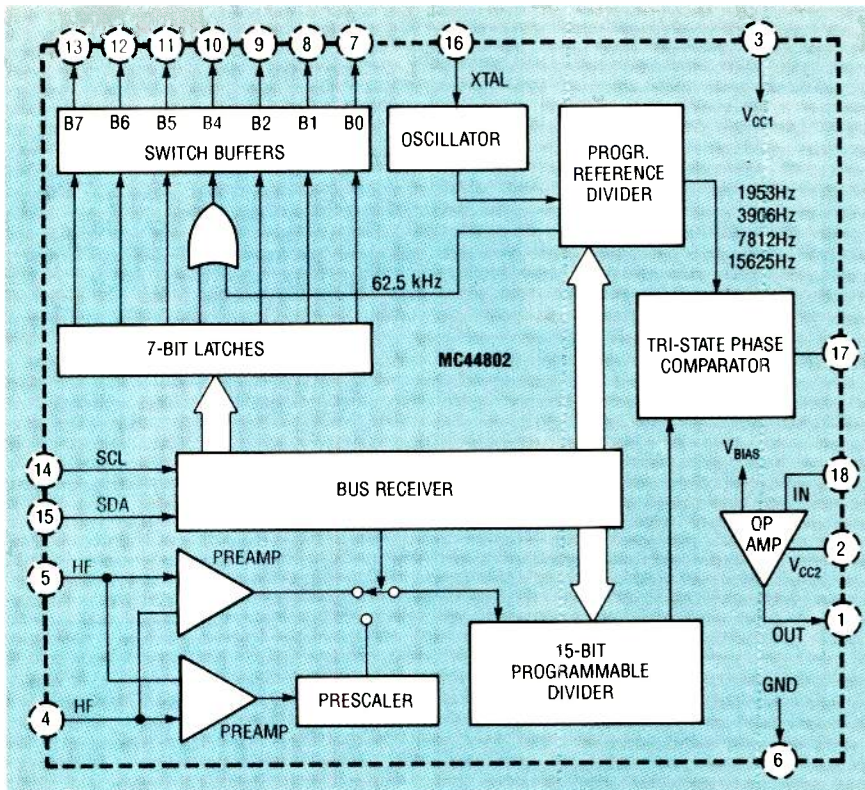 13 12 11 10 9 8 7 16 3
XTAL
VCC1
B7 B6 B5 B4 B2 B1 B0
SWITCH BUFFERS
OSCILLATOR
PROGR.
REFERENCE
DIVIDER
1953Hz
3906Hz
7812Hz
15625Hz
62.5 kHz
7-BIT LATCHES
MC44802
TRI-STATE PHASE
COMPARATOR
17
14 SCL
15 SDA
BUS RECEIVER
VBIAS
18
IN
OP
AMP
2
VCC2
1
OUT
5 HF
PREAMP
4 HF
PREAMP
PRESCALER
15-BIT
PROGRAMMABLE
DIVIDER
GND
6